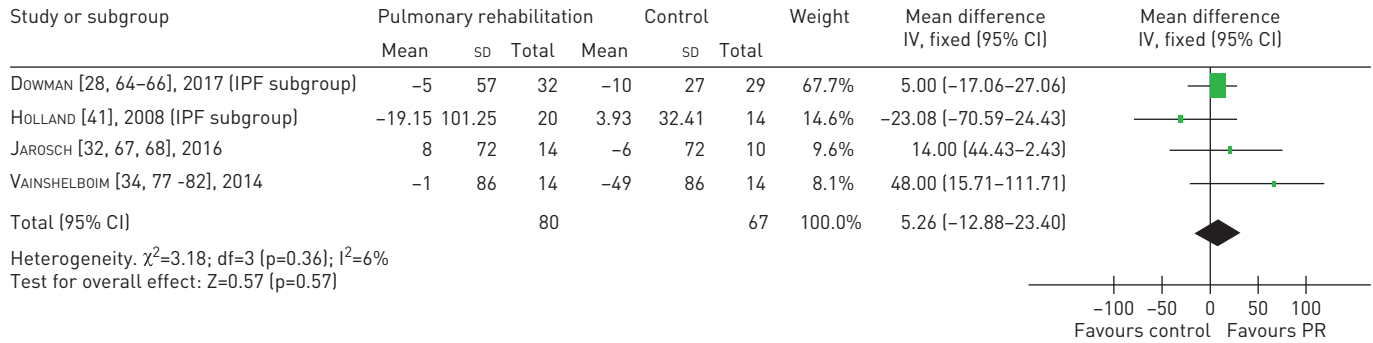 Study or subgroup Pulmonary rehabilitation Control Weight Mean difference IV, fixed (95% CI) Mean difference IV, fixed (95% CI)
Mean SD Total Mean SD Total
Dowman [28, 64–66], 2017 (IPF subgroup) −5 57 32 −10 27 29 67.7% 5.00 (−17.06–27.06)
Holland [41], 2008 (IPF subgroup) −19.15 101.25 20 3.93 32.41 14 14.6% −23.08 (−70.59–24.43)
Jarosch [32, 67, 68], 2016 8 72 14 −6 72 10 9.6% 14.00 (44.43–2.43)
Vainshelboim [34, 77 -82], 2014 −1 86 14 −49 86 14 8.1% 48.00 (15.71–111.71)
Total (95% CI) 80 67 100.0% 5.26 (−12.88–23.40)
Heterogeneity. χ2=3.18; df=3 (p=0.36); I2=6%
Test for overall effect: Z=0.57 (p=0.57)
−100 −50 0 50 100
Favours control Favours PR